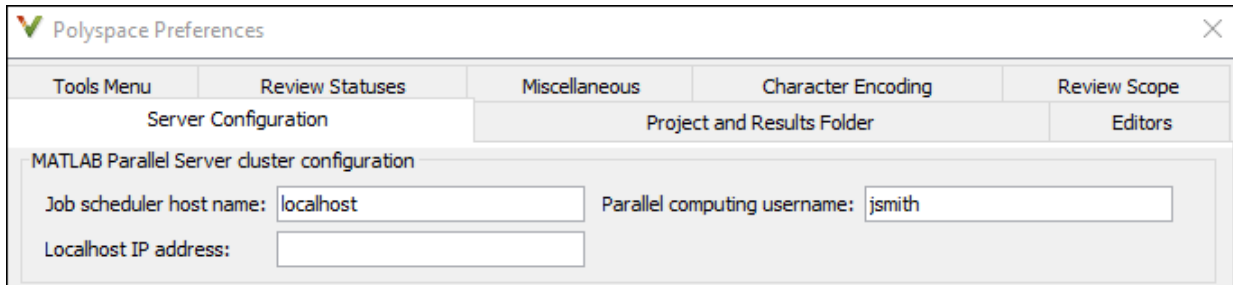 Polyspace Preferences
Tools Menu Review Statuses Miscellaneous Character Encoding Review Scope
Server Configuration Project and Results Folder Editors
MATLAB Parallel Server cluster configuration
Job scheduler host name: localhost Parallel computing username: jsmith
Localhost IP address: